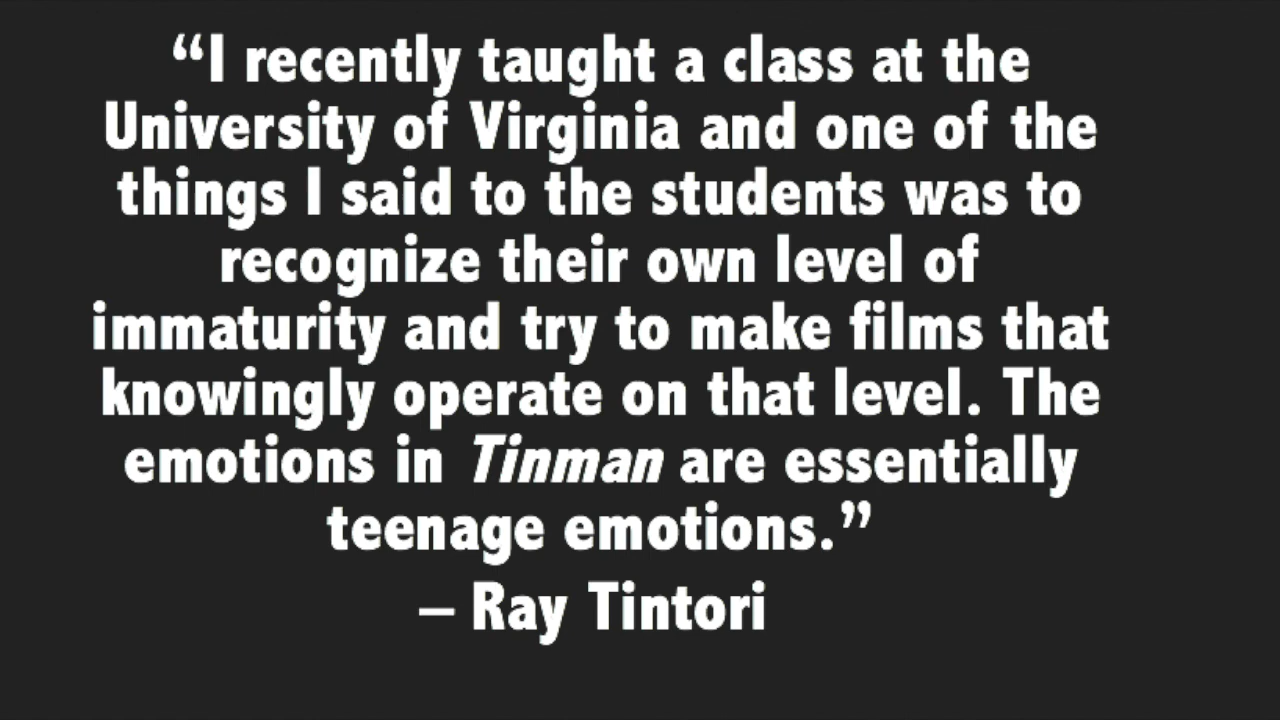 “I recently taught a class at the
University of Virginia and one of the
things I said to the students was to
recognize their own level of
immaturity and try to make films that
knowingly operate on that level. The
emotions in Tinman are essentially
teenage emotions.”
– Ray Tintori